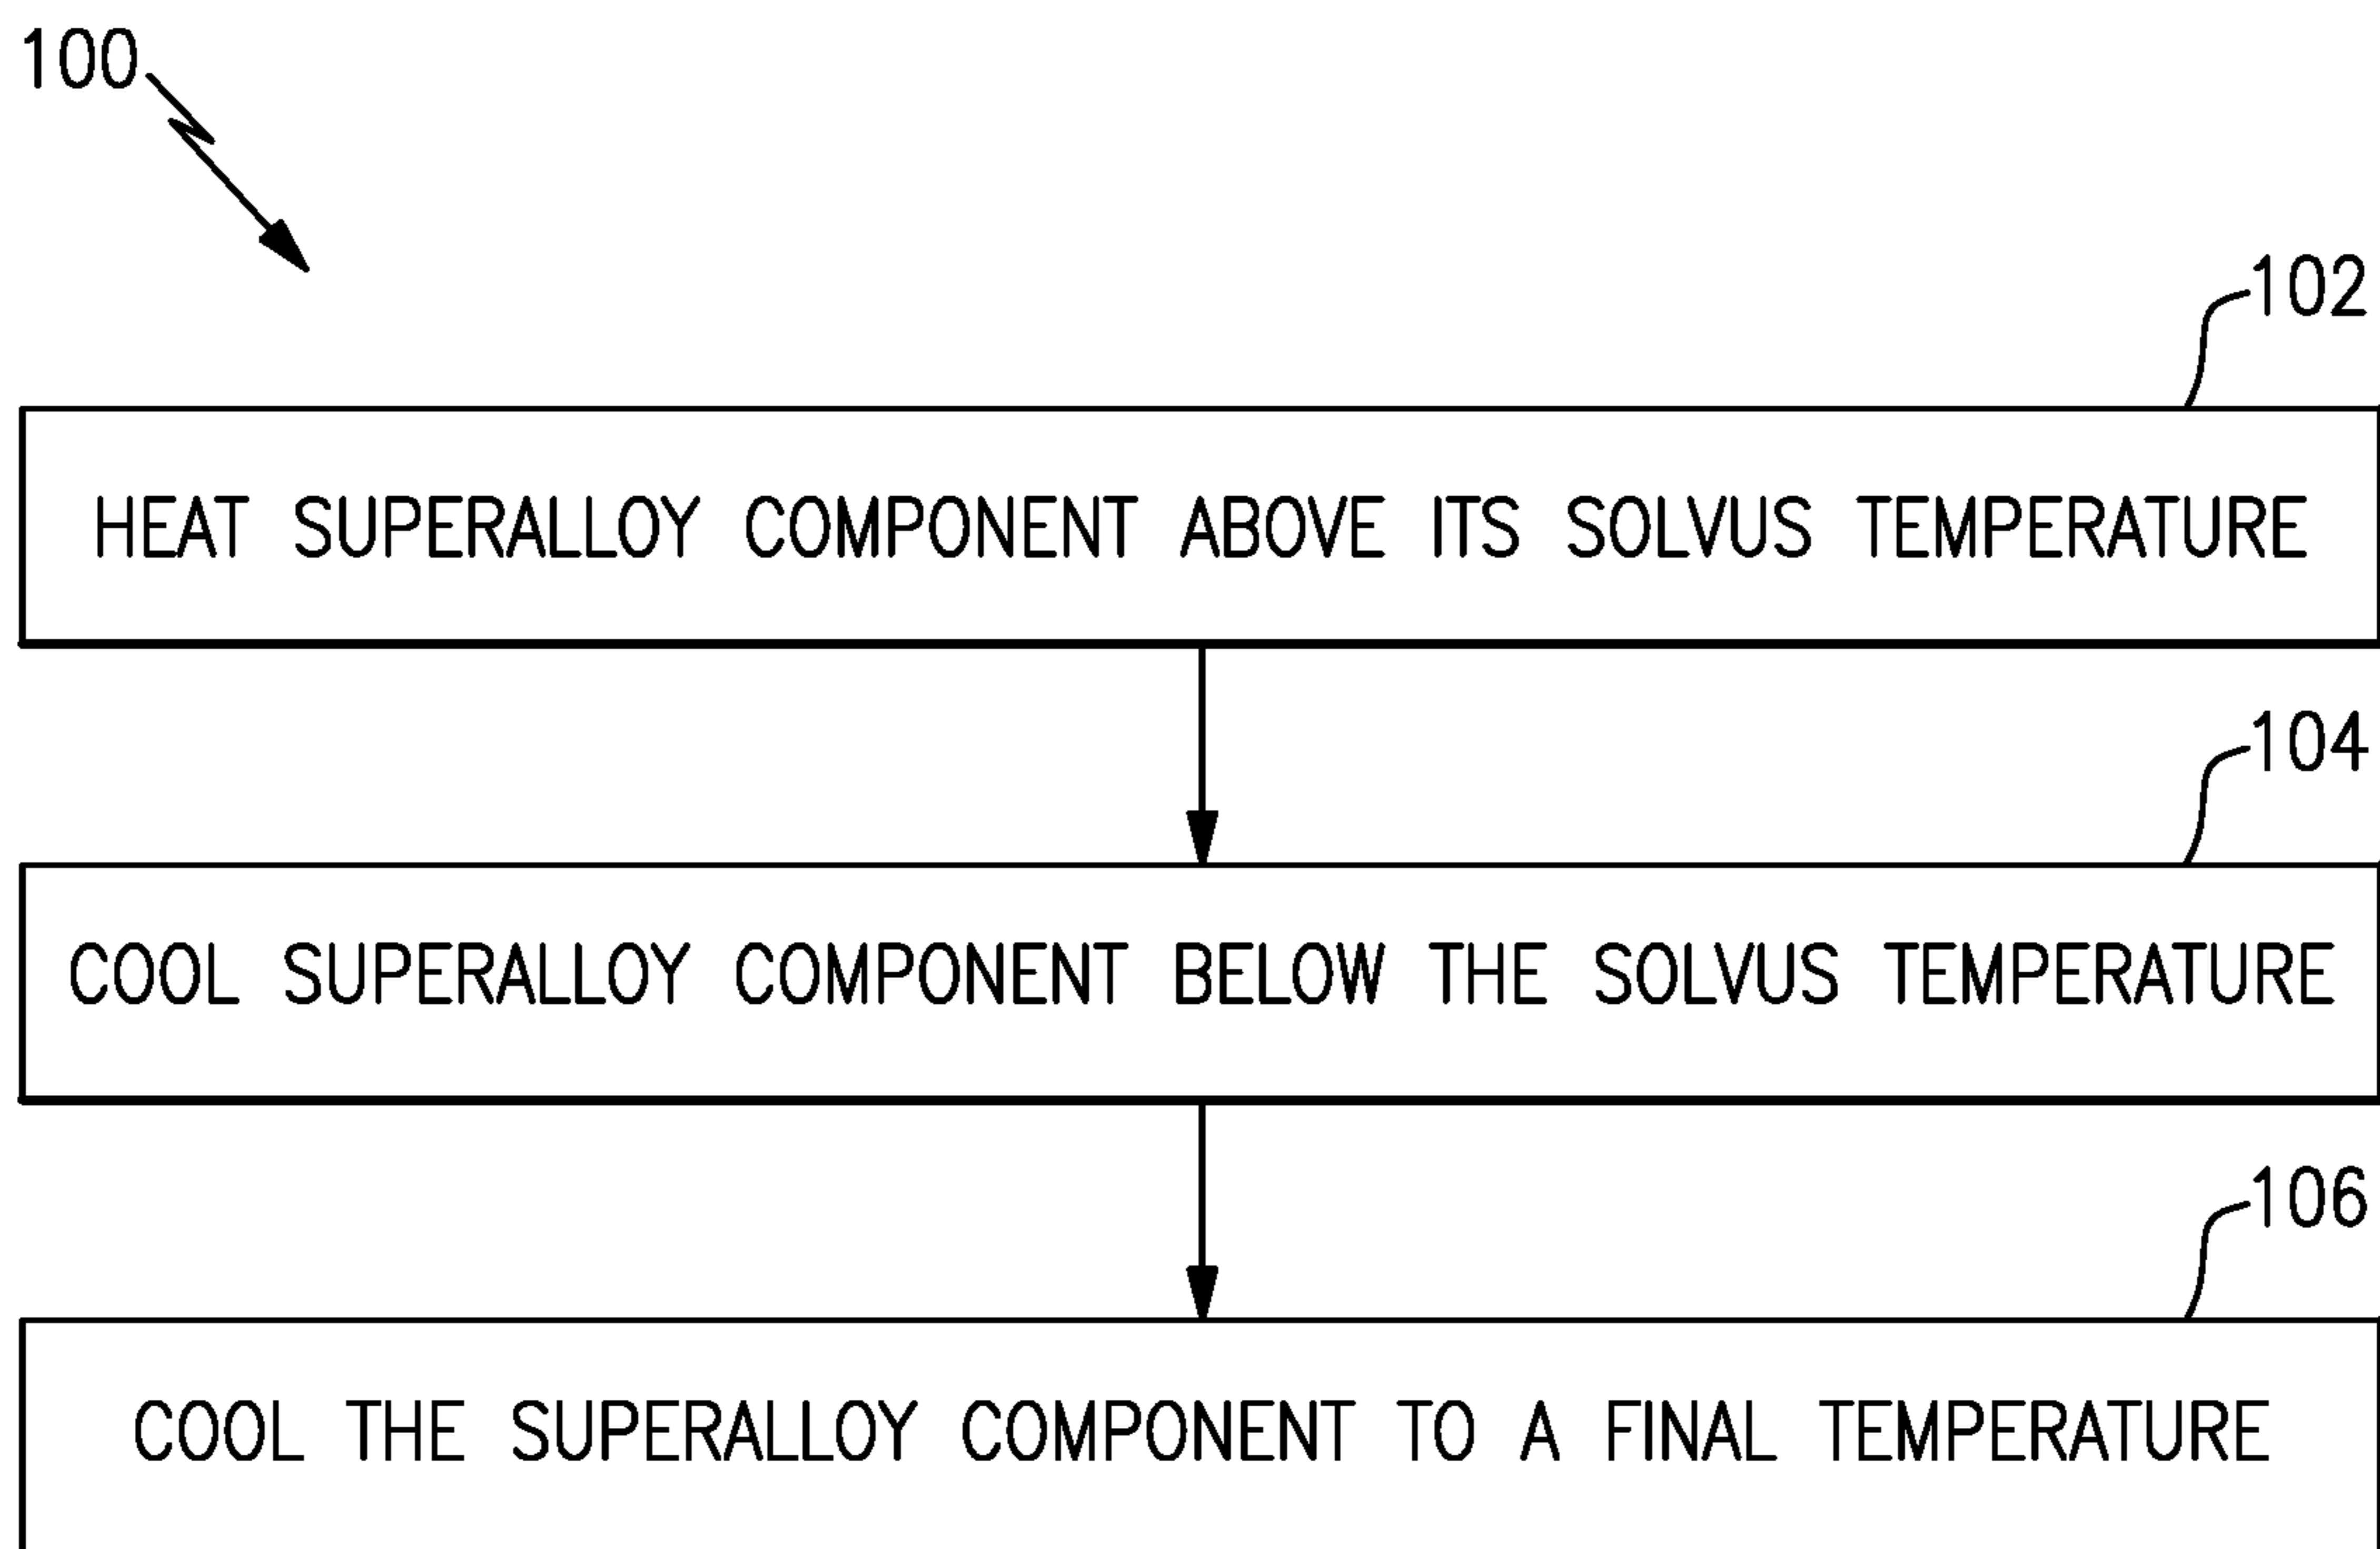 100
102
HEAT SUPERALLOY COMPONENT ABOVE ITS SOLVUS TEMPERATURE
104
COOL SUPERALLOY COMPONENT BELOW THE SOLVUS TEMPERATURE
106
COOL THE SUPERALLOY COMPONENT TO A FINAL TEMPERATURE